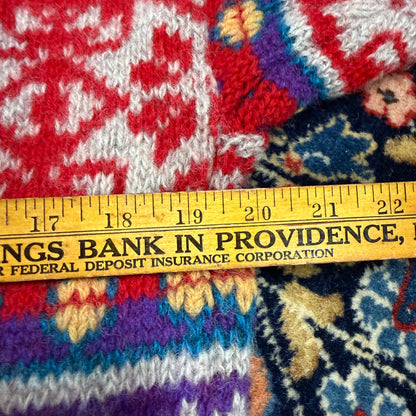 17 18 19 20 21 22
NGS BANK IN PROVIDENCE,
R FEDERAL DEPOSIT INSURANCE CORPORATION